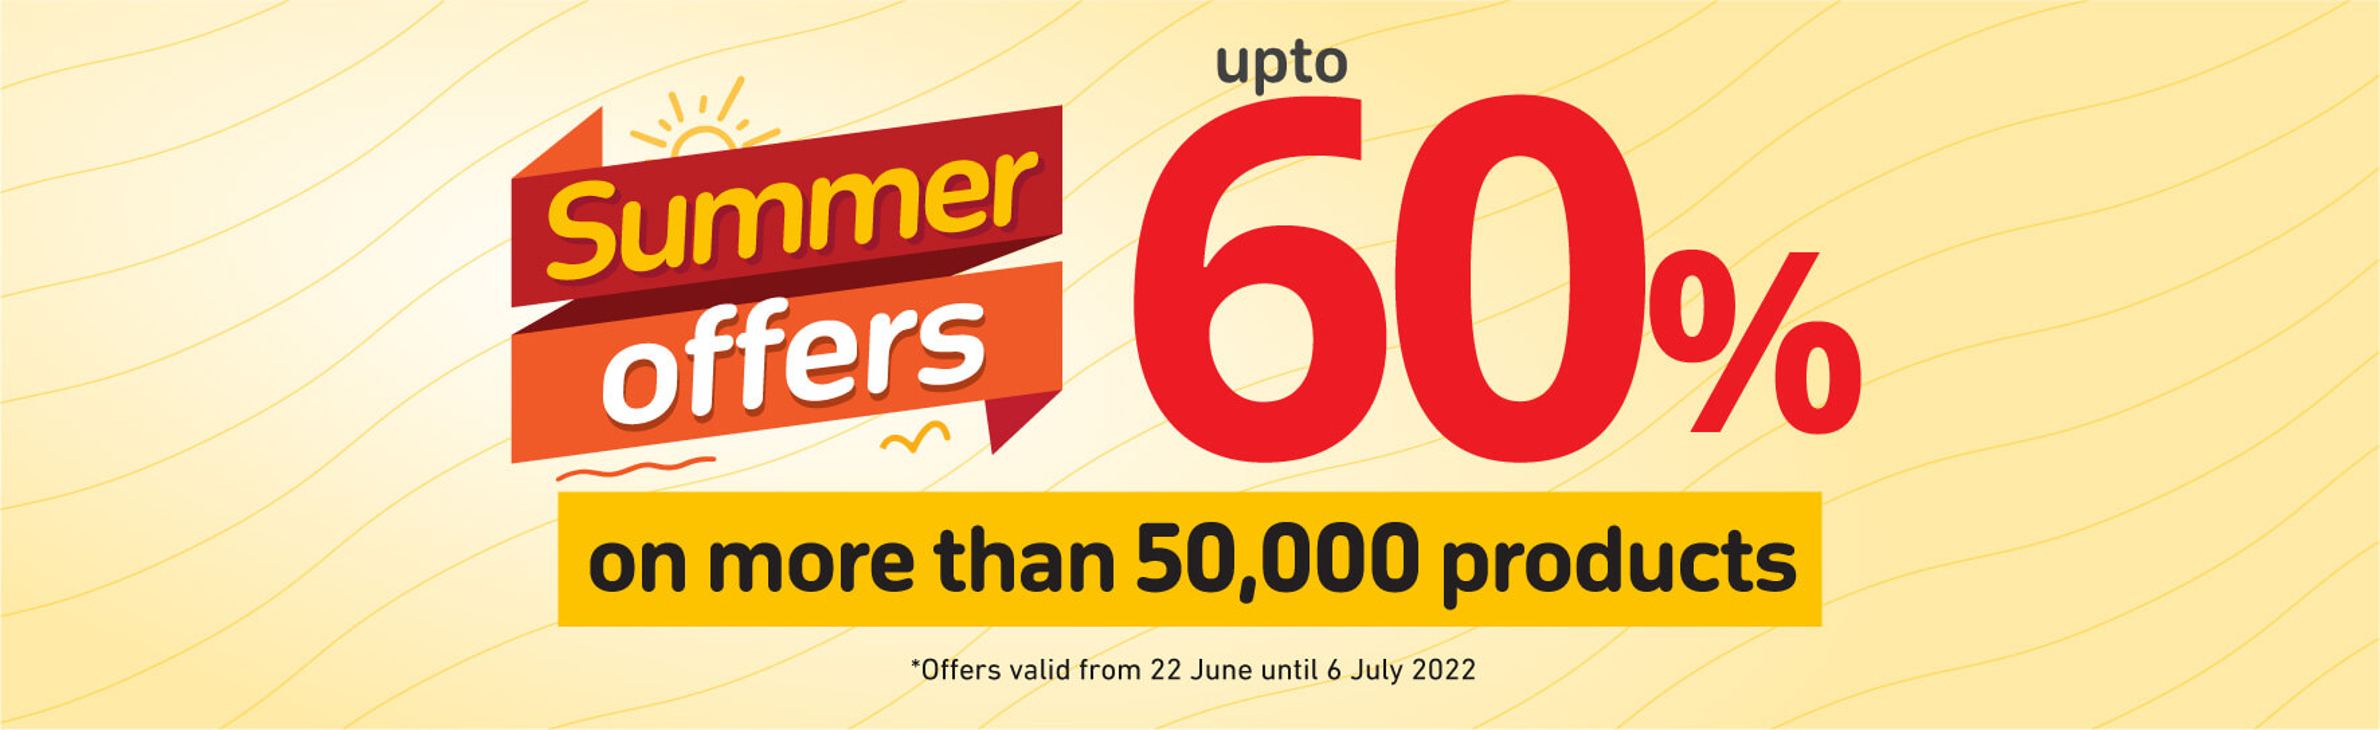 Summer
offers
upto
60%
on more than 50,000 products
*Offers valid from 22 June until 6 July 2022